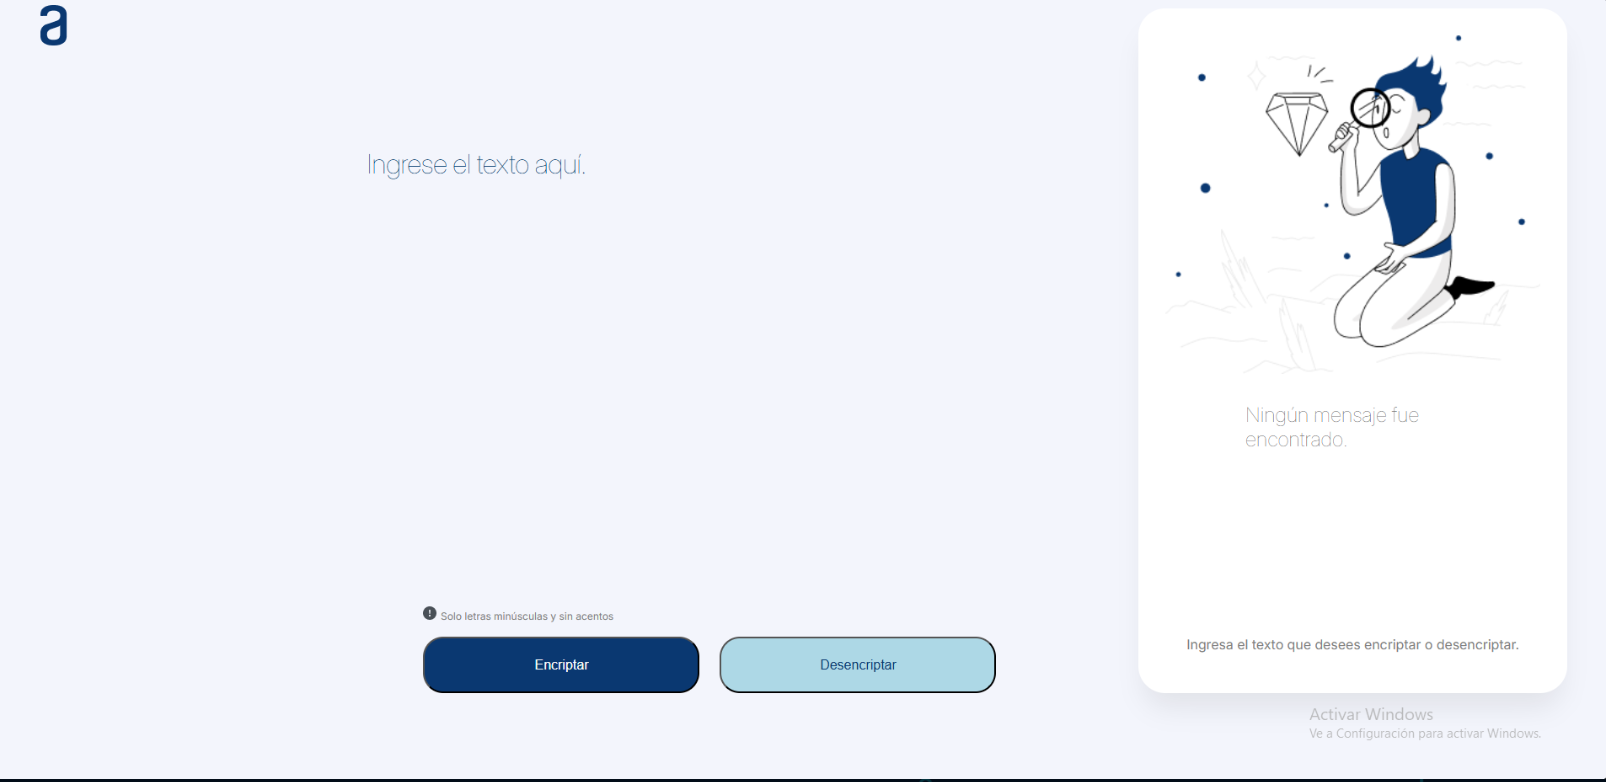 a
Ingrese el texto aquí.
Ningún mensaje fue
encontrado.
Solo letras minúsculas y sin acentos
Encriptar
Desencriptar
Ingresa el texto que desees encriptar o desencriptar.
Activar Windows
Ve a Configuración para activar Windows.